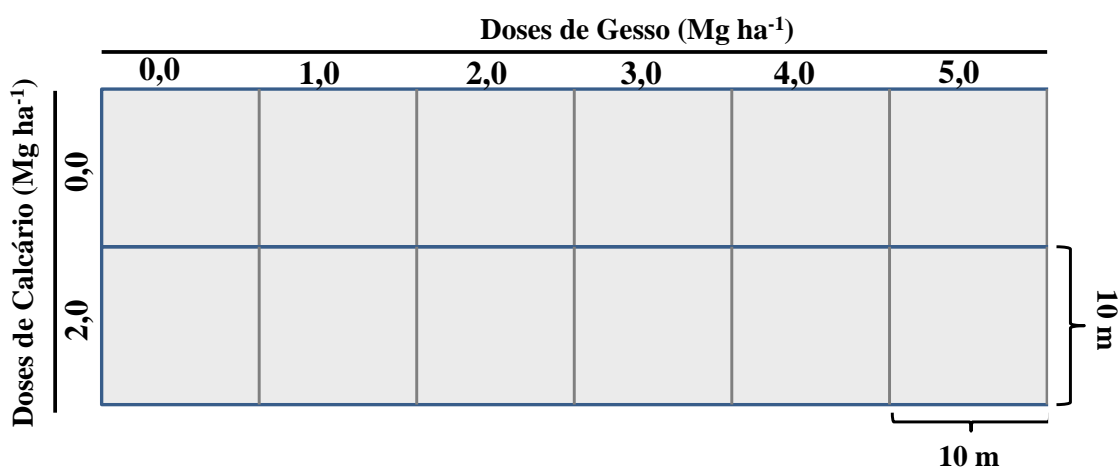 Doses de Gesso (Mg ha⁻¹)
0,0 1,0 2,0 3,0 4,0 5,0
Doses de Calcário (Mg ha⁻¹)
0,0
2,0
10 m
10 m